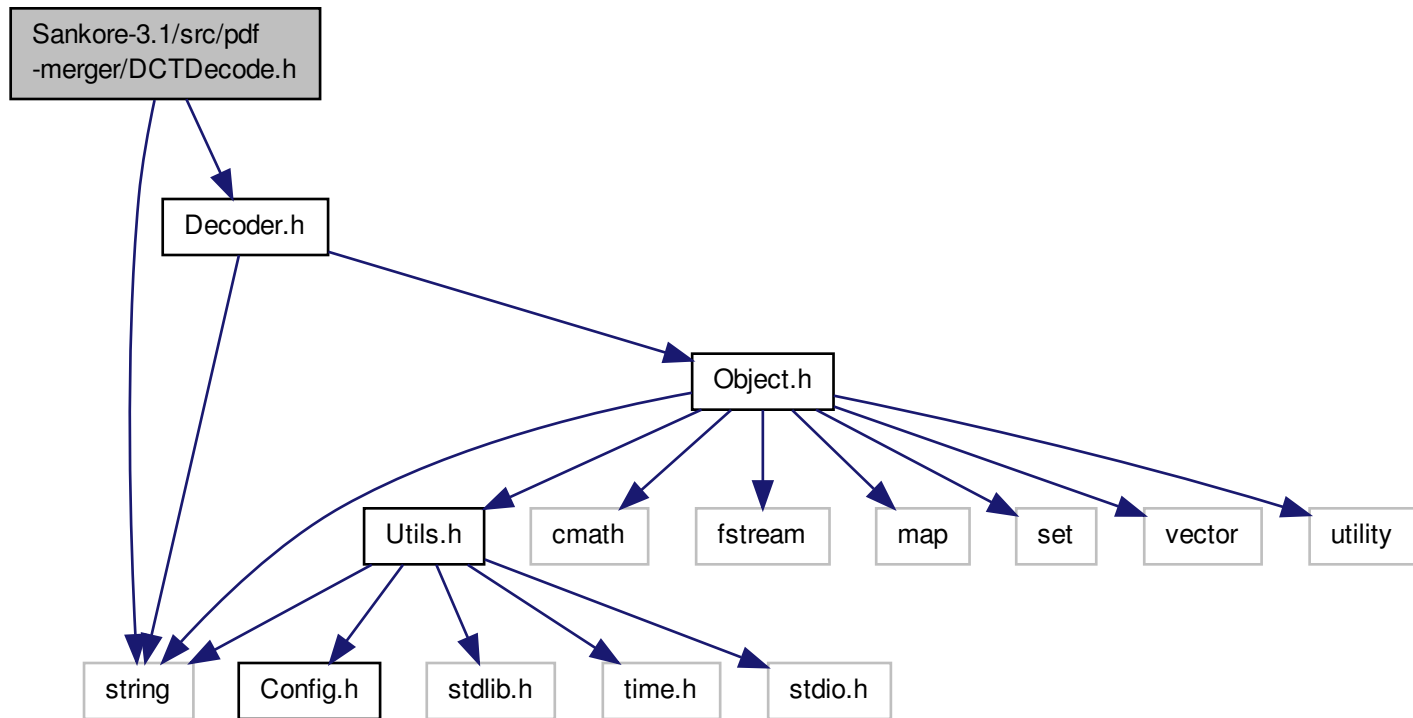 Sankore-3.1/src/pdf
-merger/DCTDecode.h
Decoder.h
Object.h
Utils.h
cmath
fstream
map
set
vector
utility
string
Config.h
stdlib.h
time.h
stdio.h